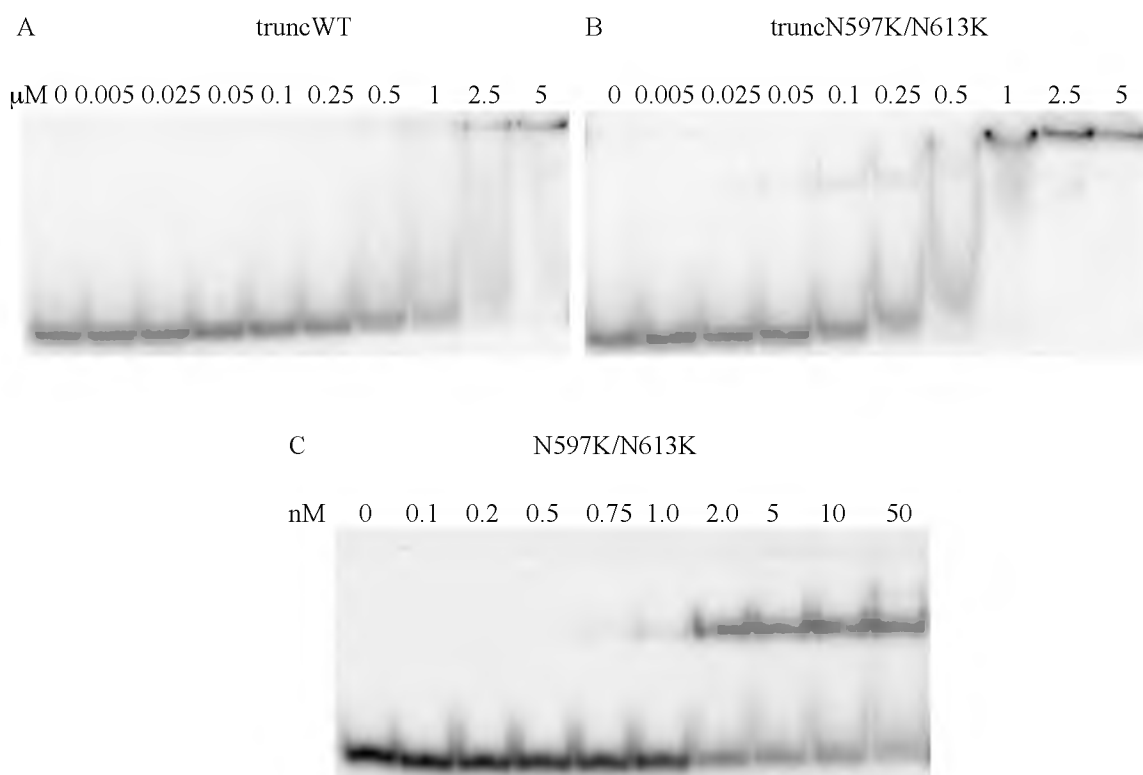 A truncWT
B truncN597K/N613K
µM 0 0.005 0.025 0.05 0.1 0.25 0.5 1 2.5 5
0 0.005 0.025 0.05 0.1 0.25 0.5 1 2.5 5
C N597K/N613K
nM 0 0.1 0.2 0.5 0.75 1.0 2.0 5 10 50